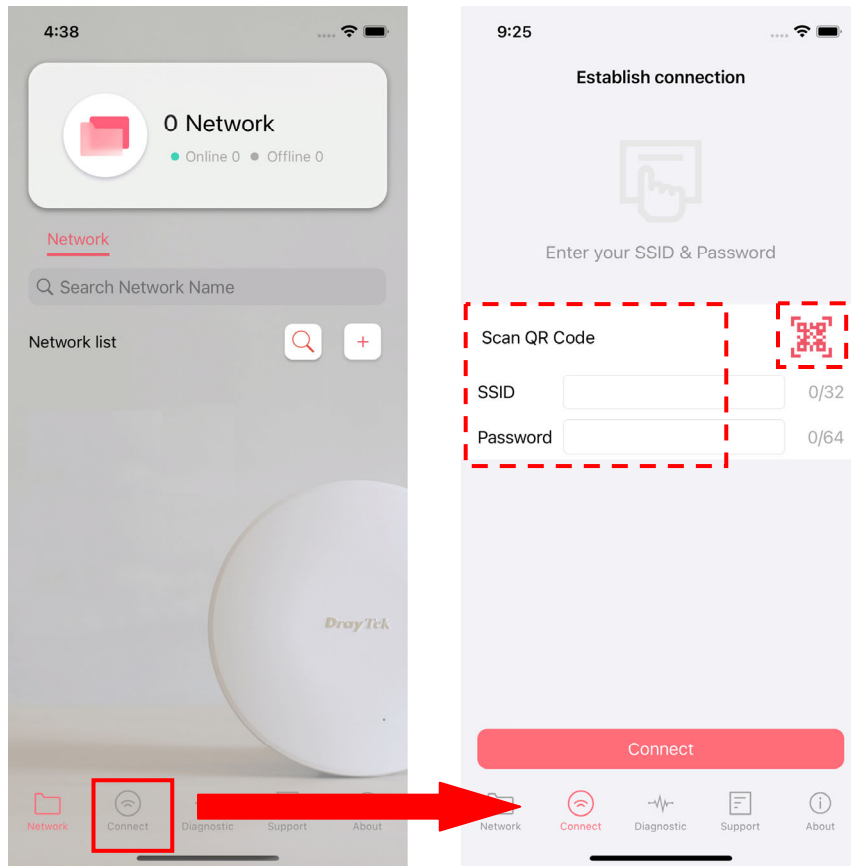 4:38
0 Network
Online 0 Offline 0
Network
Search Network Name
Network list
+
DrayTek
Network Connect Diagnostic Support About
9:25
Establish connection
Enter your SSID & Password
Scan QR Code
SSID 0/32
Password 0/64
Connect
Network Connect Diagnostic Support About